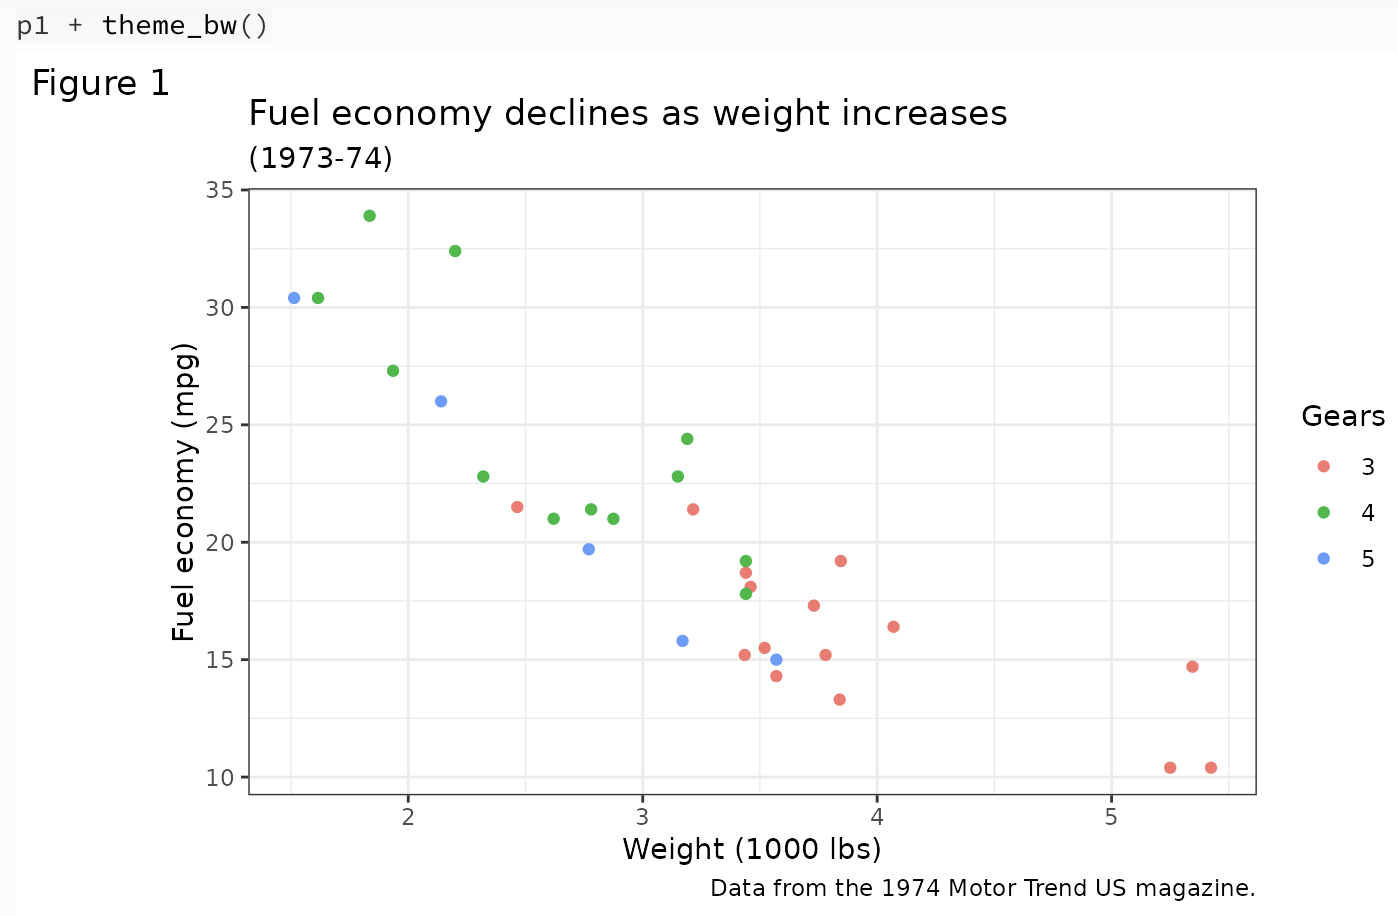 p1 + theme_bw()
Figure 1
Fuel economy declines as weight increases
(1973-74)
Fuel economy (mpg)
35
30
25
20
15
10
2 3 4 5
Weight (1000 lbs)
Gears
3
4
5
Data from the 1974 Motor Trend US magazine.